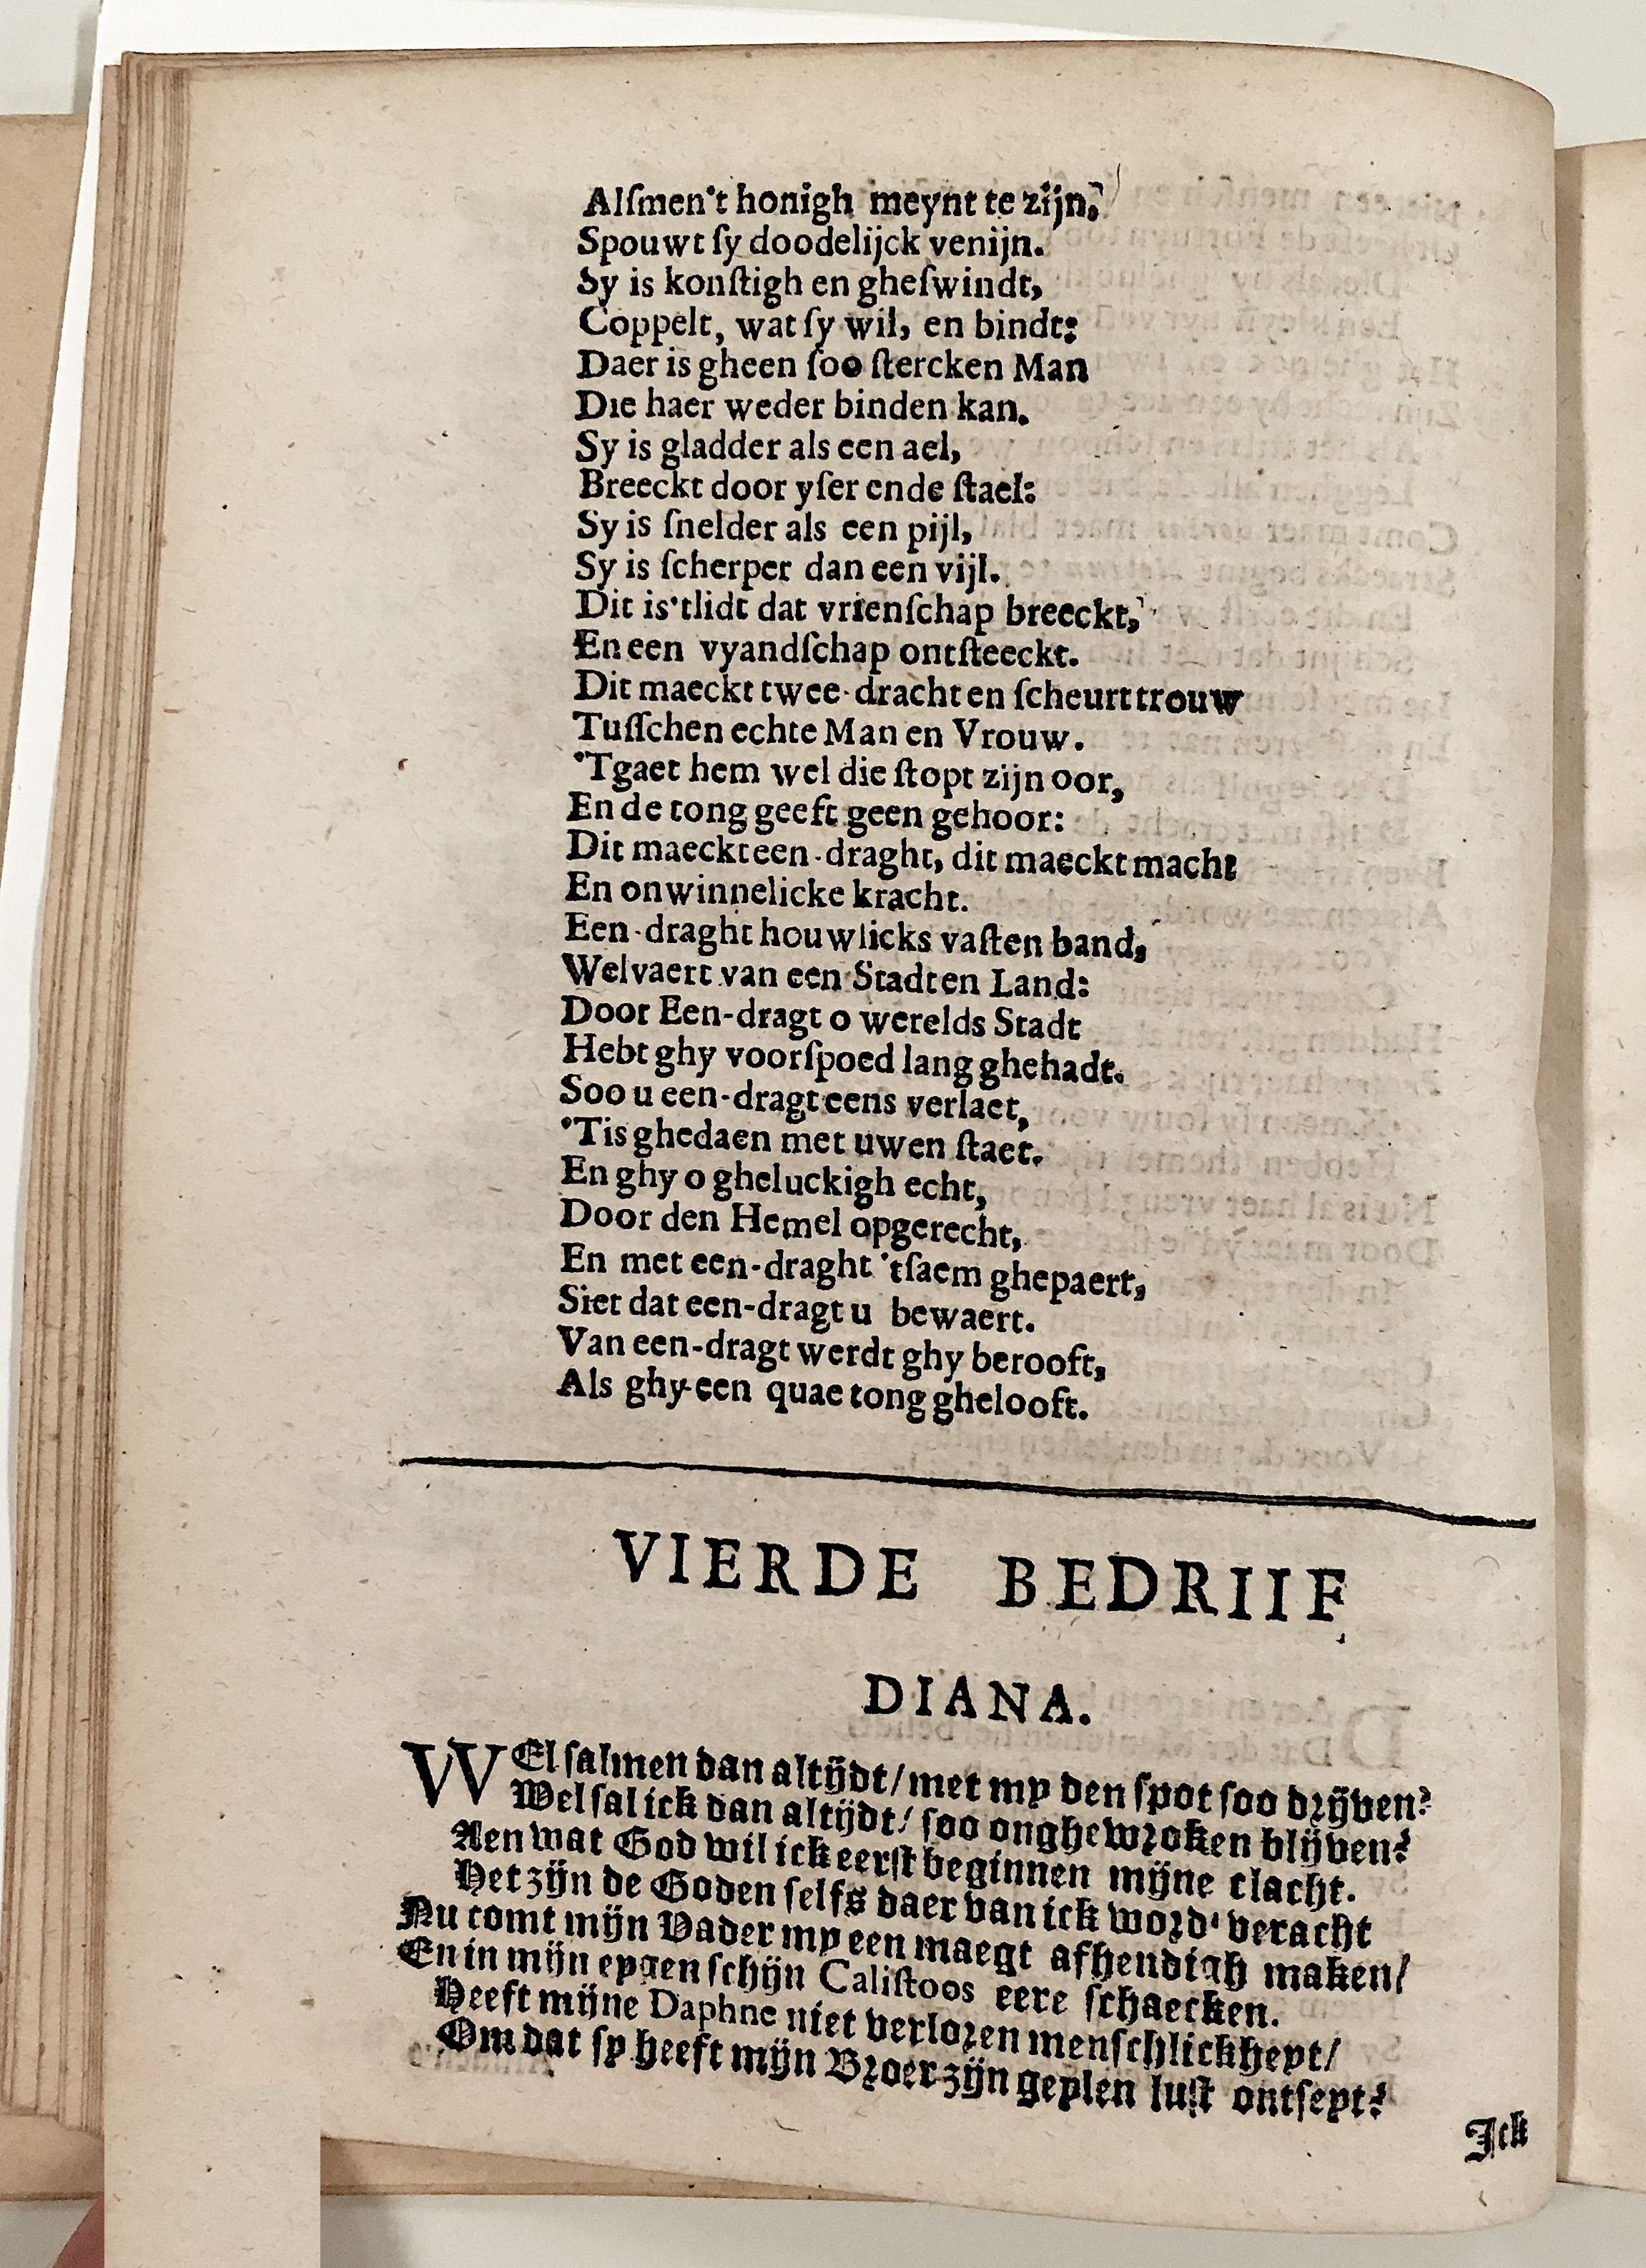 Alſmen't honigh meynt te zijn,
Spouwt ſy doodelijck venijn.
Sy is konſtigh en gheſwindt,
Coppelt, wat ſy wil, en bindt:
Daer is gheen ſoo ſtercken Man
Die haer weder binden kan.
Sy is gladder als een ael,
Breeckt door yſer ende ſtael:
Sy is ſnelder als een pijl,
Sy is ſcherper dan een vijl.
Dit is'tlidt dat vrienſchap breeckt,
En een vyandſchap ontſteeckt.
Dit maeckt twee-dracht en ſcheurt trouw
Tuſſchen echte Man en Vrouw.
'Tgaet hem wel die ſtopt zijn oor,
En de tong geeft geen gehoor:
Dit maeckt een-draght, dit maeckt macht
En onwinnelicke kracht.
Een-draght houwlicks vaſten band,
Welvaert van een Stadt en Land:
Door Een-dragt o werelds Stadt
Hebt ghy voorſpoed lang ghehadt.
Soo u een-dragt eens verlaet,
'Tis ghedaen met uwen ſtaet.
En ghy o gheluckigh echt,
Door den Hemel opgerecht,
En met een-draght 'tſaem ghepaert,
Siet dat een-dragt u bewaert.
Van een-dragt werdt ghy berooft,
Als ghy een quae tong ghelooft.
VIERDE BEDRIIF
DIANA.
WEl ſalmen dan altijdt/ met my den ſpot ſoo drijven?
Wel ſal ick dan altijdt/ ſoo onghewroken blijven?
Aen wat God wil ick eerſt beginnen mijne clacht.
Het zijn de Goden ſelfs daer van ick word' veracht
Nu comt mijn Vader my een maegt afhendigh maken/
En in mijn eygen ſchijn Caliſtoos eere ſchaecken.
Heeft mijne Daphne niet verlozen menſchlickheyt/
Om dat ſy heeft mijn Broer zijn geylen luſt ontſeyt?
Ick